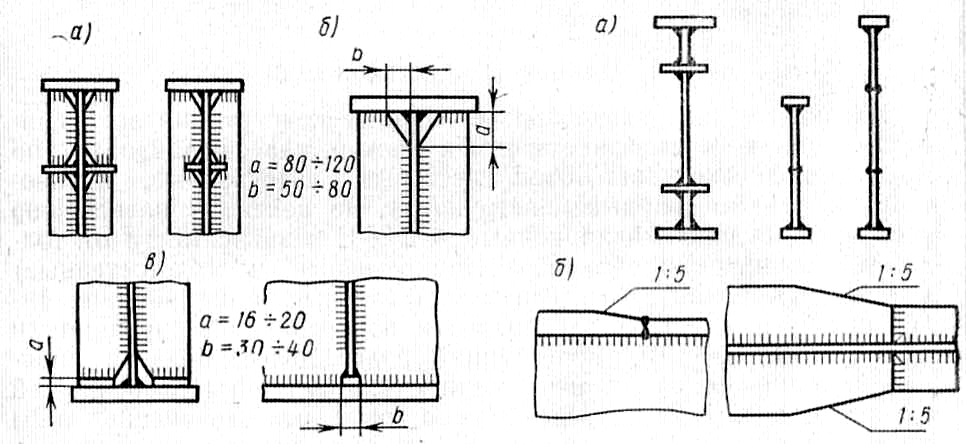 а)
б)
b
a
a = 80 ÷ 120
b = 50 ÷ 80
в)
a
a = 16 ÷ 20
b = 30 ÷ 40
b
а)
б)
1:5
1:5
1:5